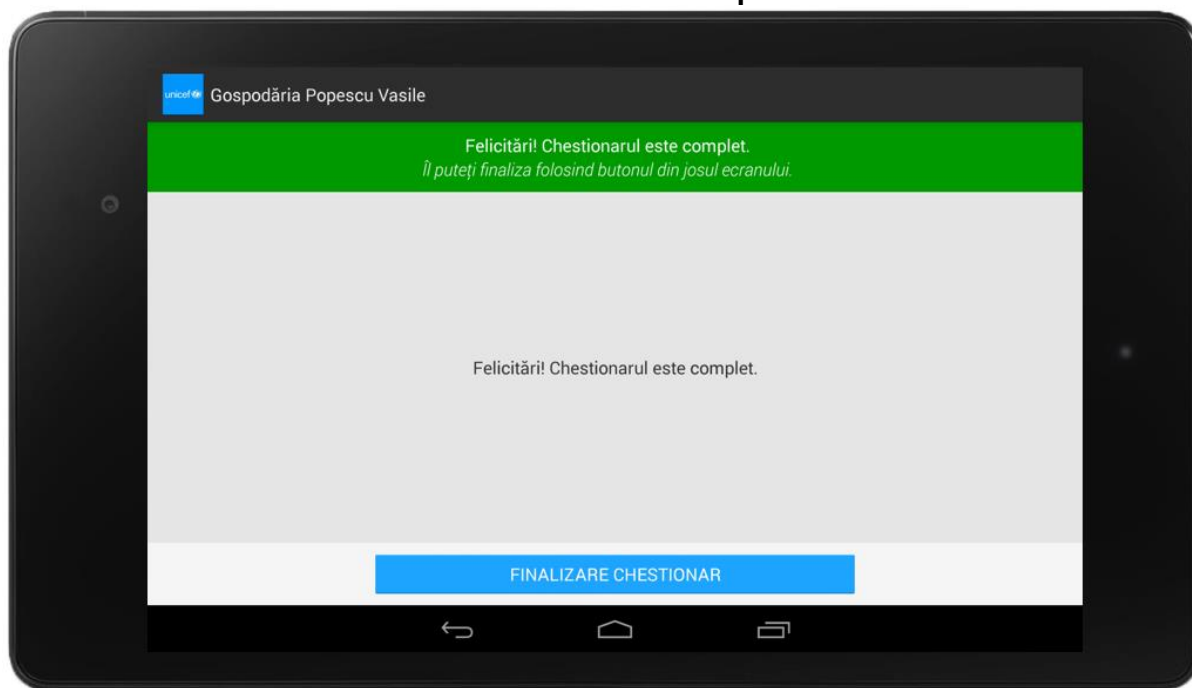 unicef
Gospodăria Popescu Vasile
Felicitări! Chestionarul este complet.
Îl puteți finaliza folosind butonul din josul ecranului.
Felicitări! Chestionarul este complet.
FINALIZARE CHESTIONAR